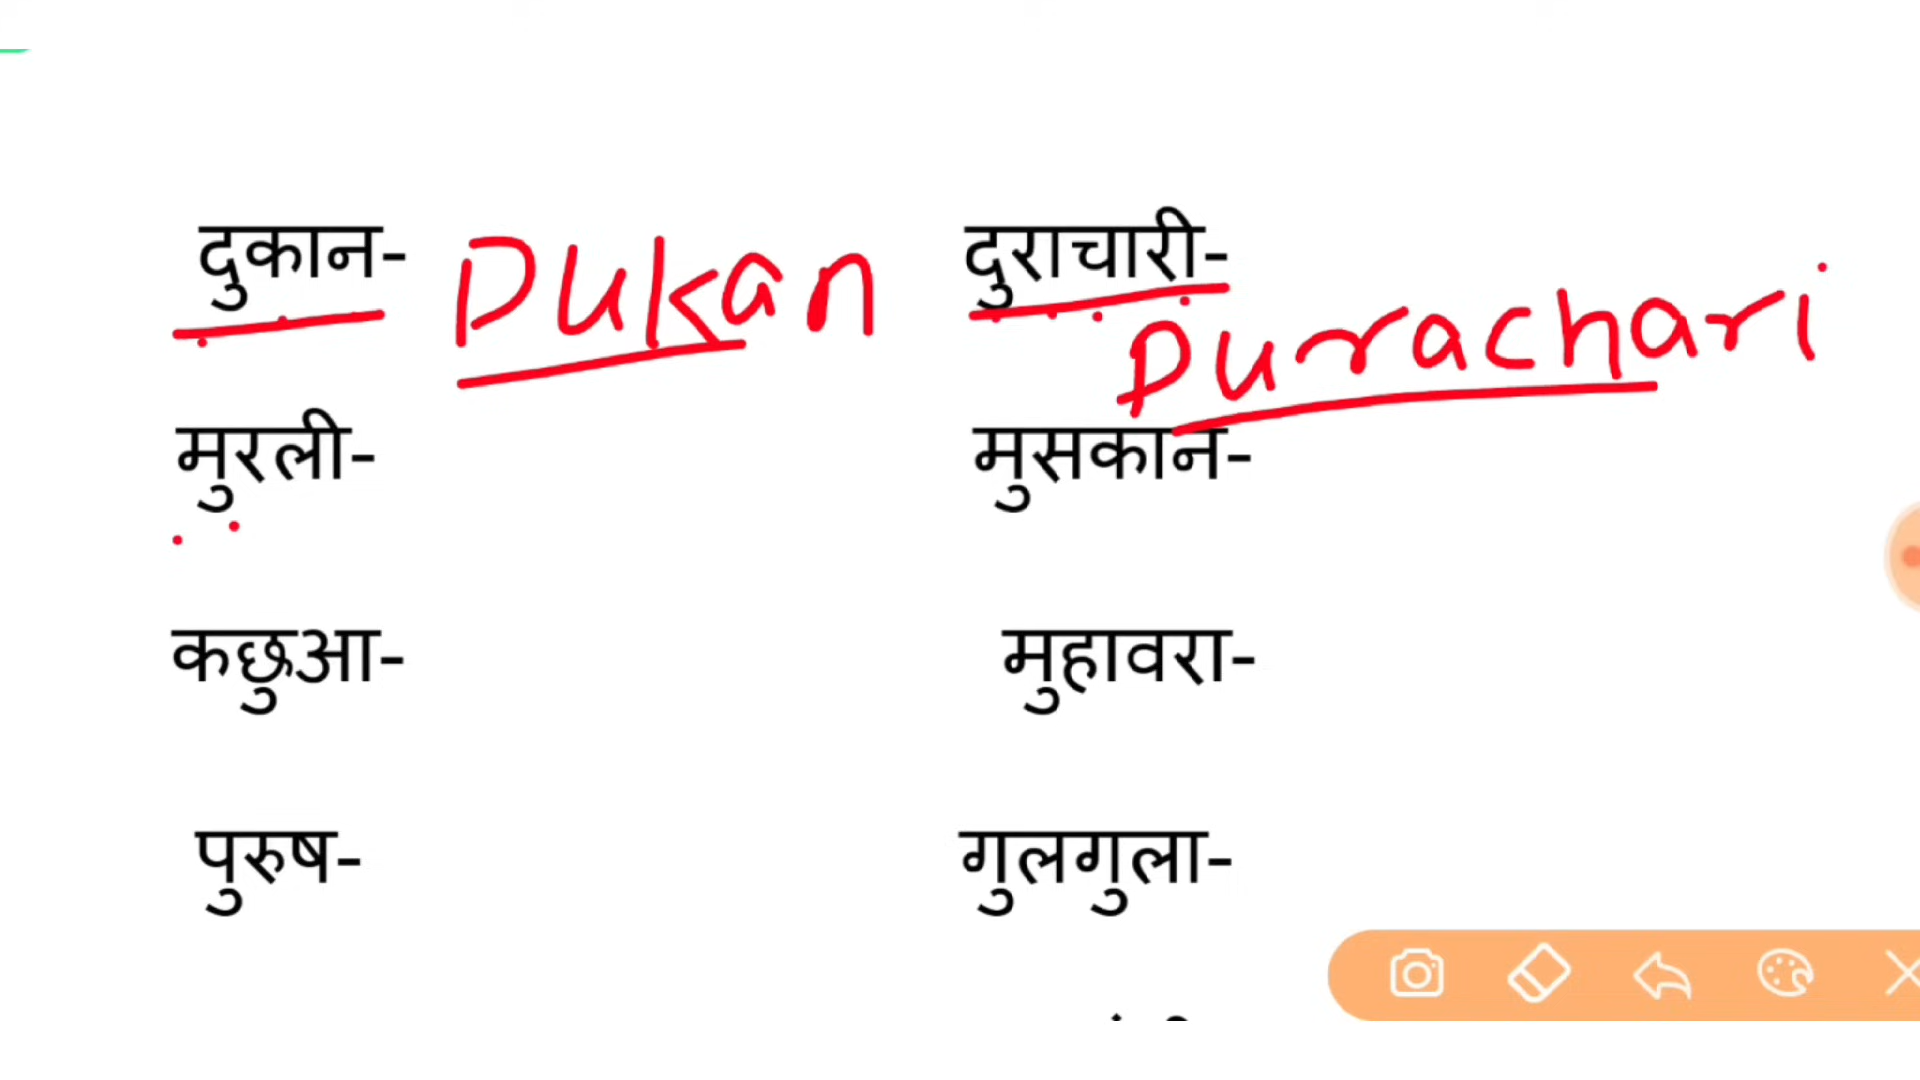 दुकान- Dukan दुराचारी-
Durachari
मुरली- मुसकान-
कछुआ- मुहावरा-
पुरुष- गुलगुला-